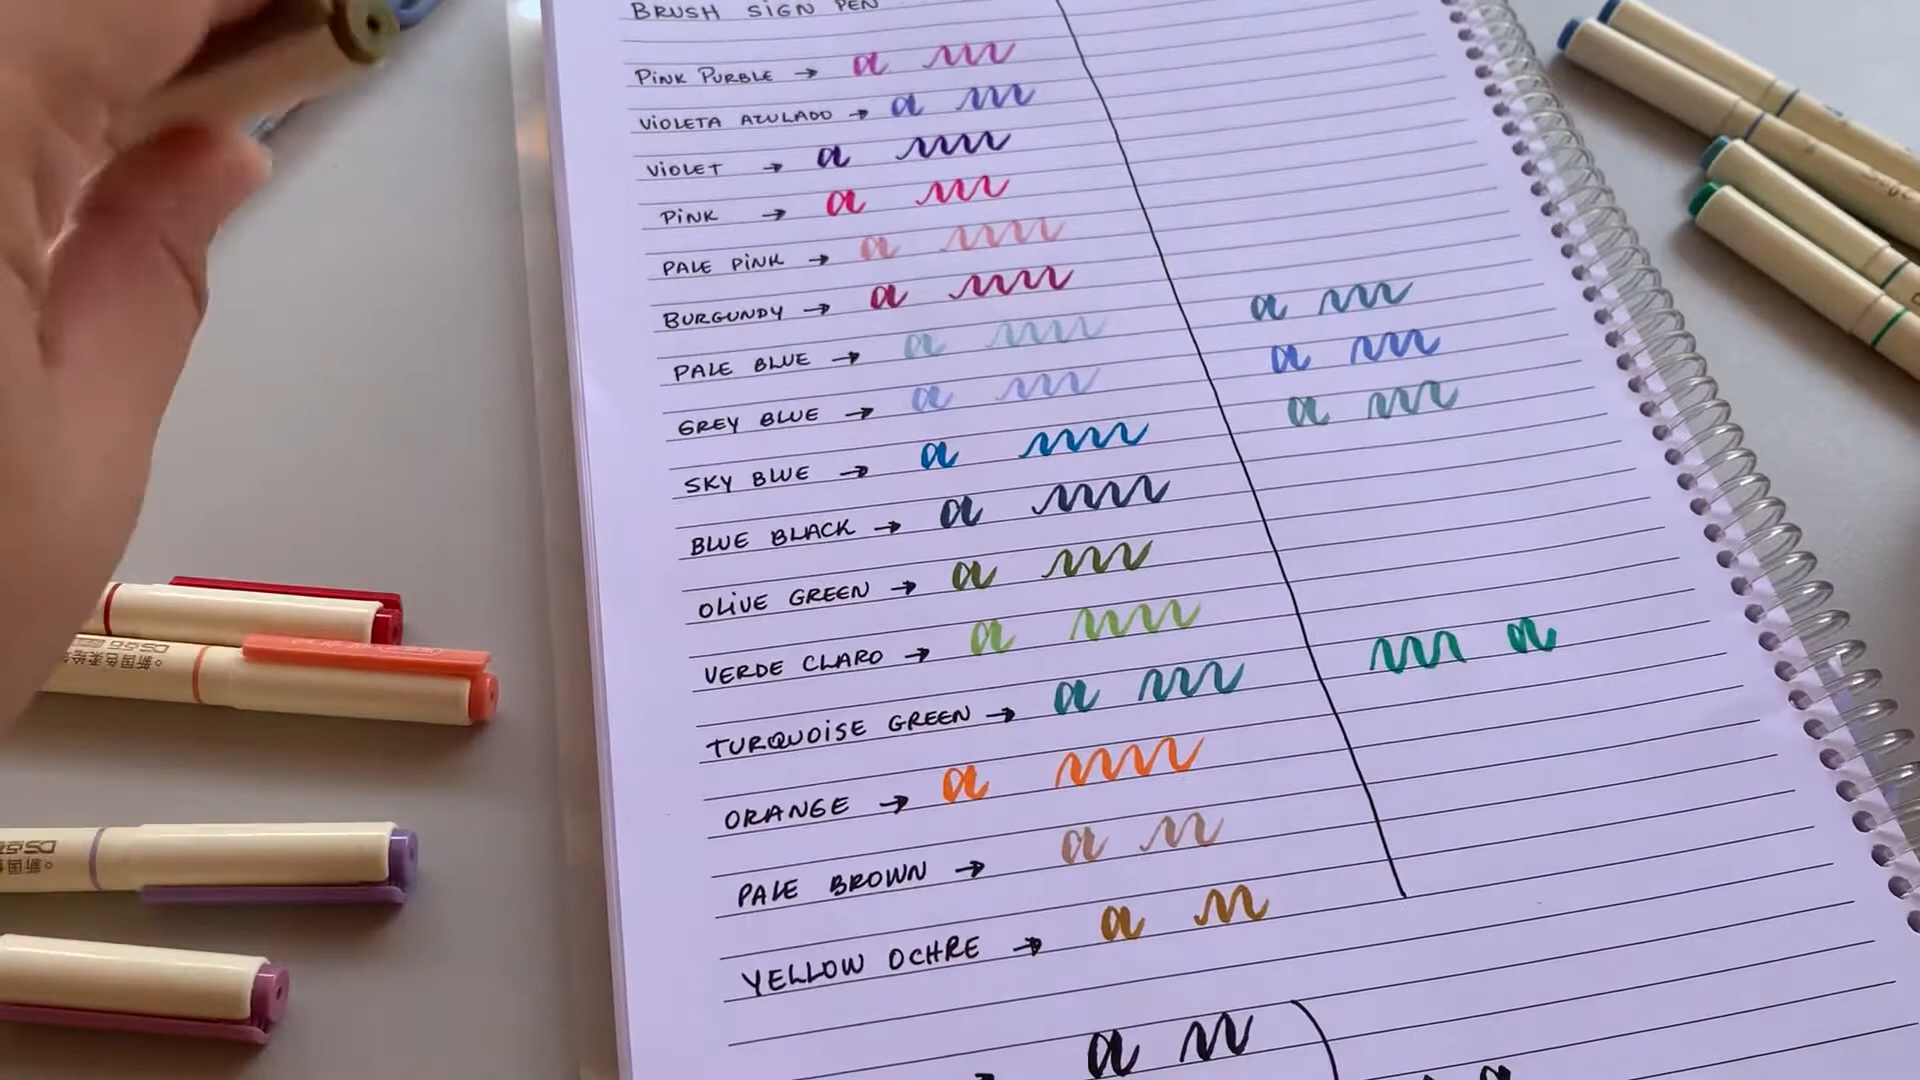 BRUSH SIGN PEN
PINK PURBLE → a
VIOLETA AZULADO → a
VIOLET → a
PINK → a
PALE PINK → a
BURGUNDY → a
a
PALE BLUE → a
a
GREY BLUE → a
a
SKY BLUE → a
BLUE BLACK → a
OLIVE GREEN → a
VERDE CLARO → a
a
TURQUOISE GREEN → a
ORANGE → a
PALE BROWN → a
YELLOW OCHRE → a
a